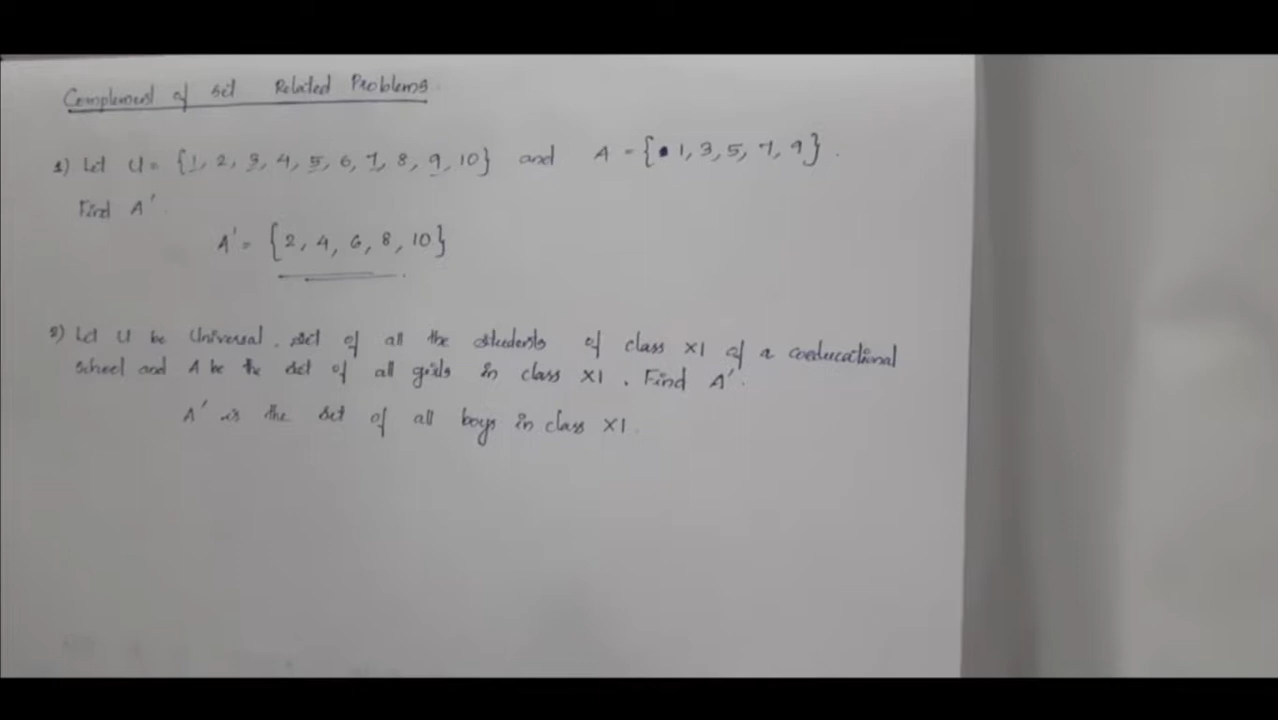 Complement of set Related Problems.
1) Let U = {1, 2, 3, 4, 5, 6, 7, 8, 9, 10} and A = {1, 3, 5, 7, 9}.
Find A'
A' = {2, 4, 6, 8, 10}
2) Let U be Universal set of all the students of class XI of a coeducational
school and A be the set of all girls in class XI. Find A'.
A' is the set of all boys in class XI.